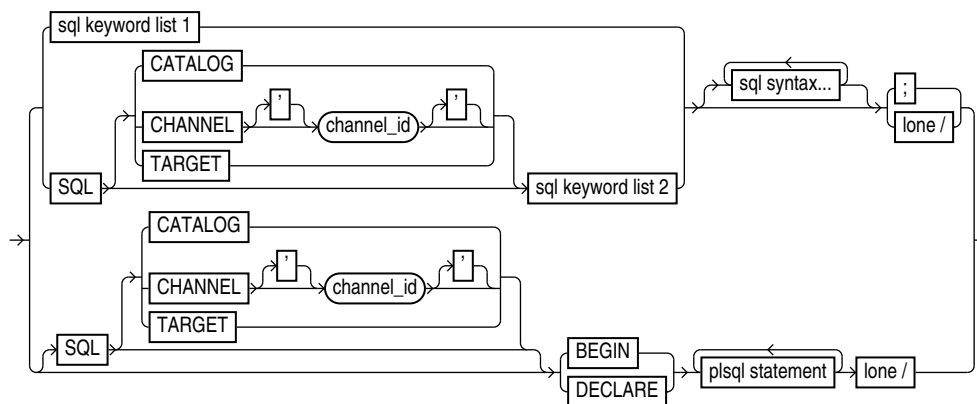 sql keyword list 1
CATALOG
sql syntax...
;
' '
CHANNEL channel_id
lone /
TARGET
SQL sql keyword list 2
CATALOG
' '
CHANNEL channel_id
TARGET
SQL
BEGIN
plsql statement lone /
DECLARE